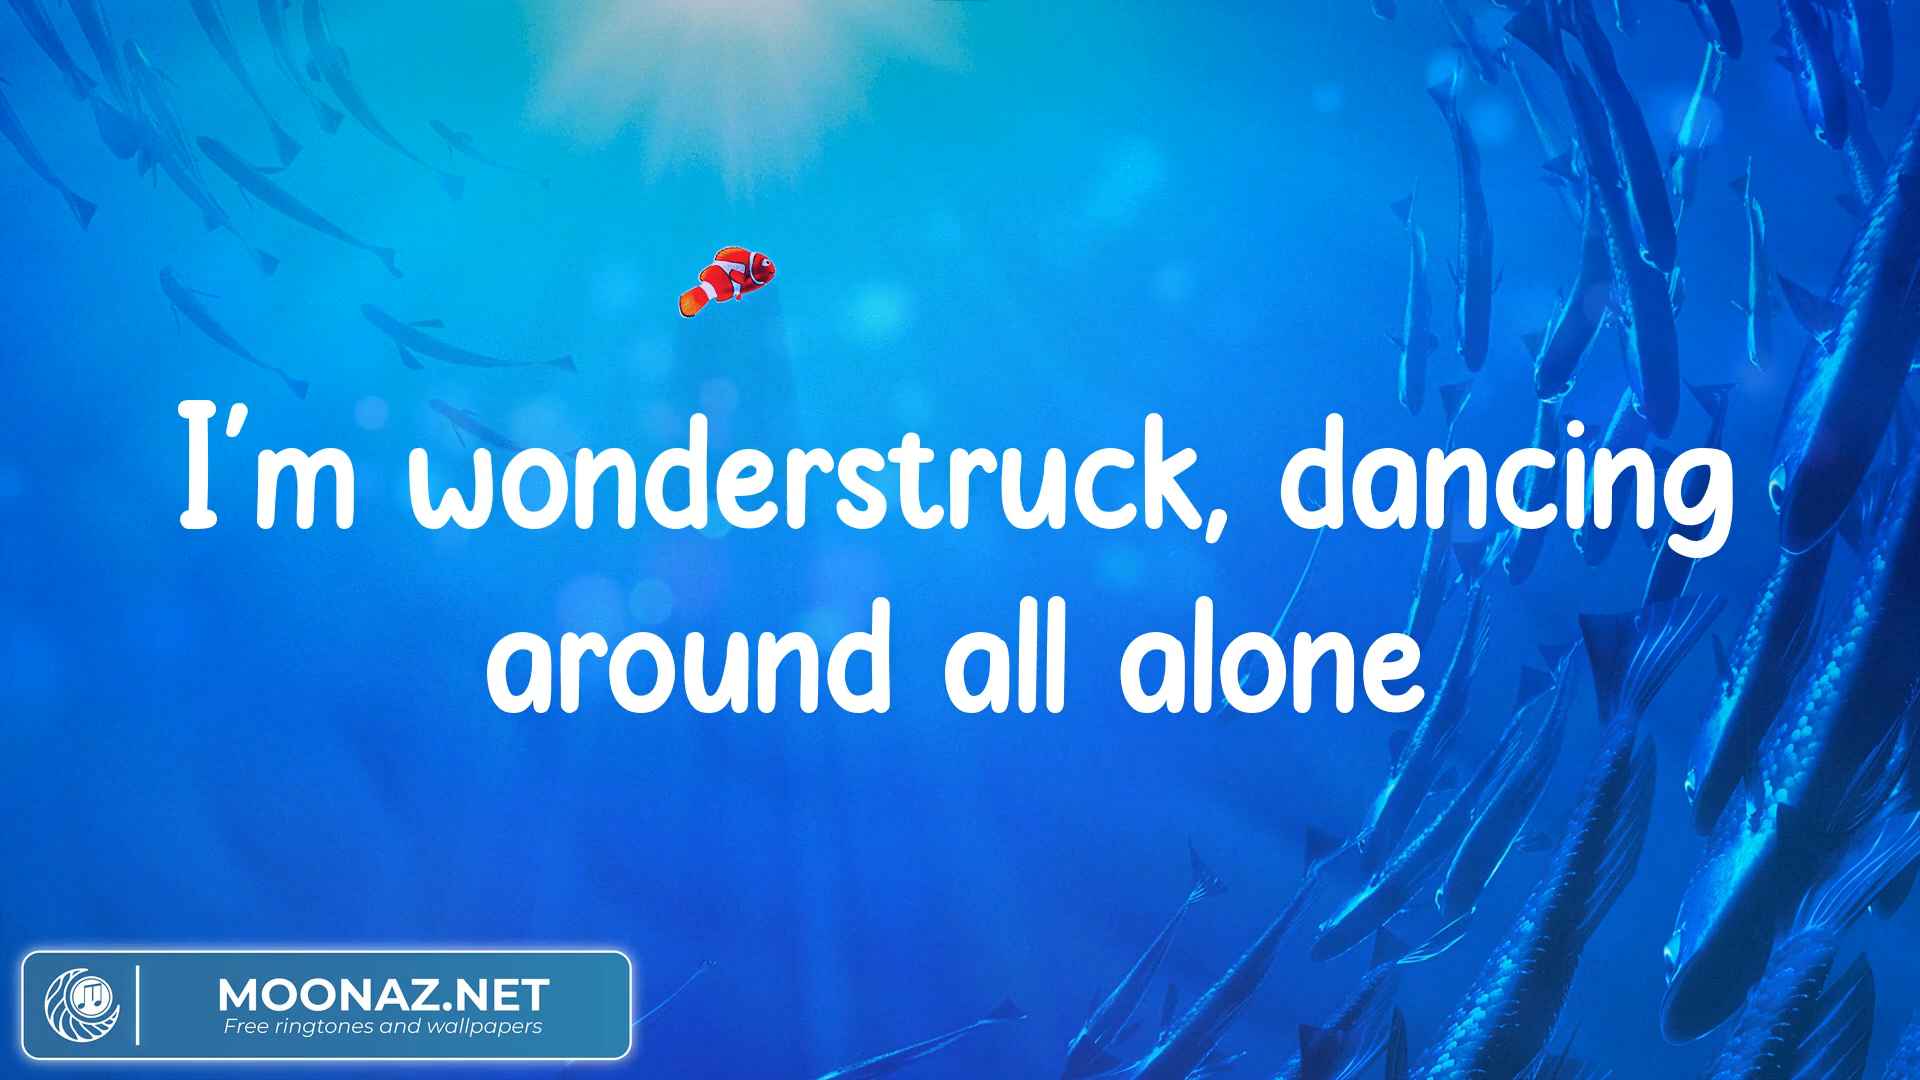 I'm wonderstruck, dancing
around all alone
MOONAZ.NET
Free ringtones and wallpapers